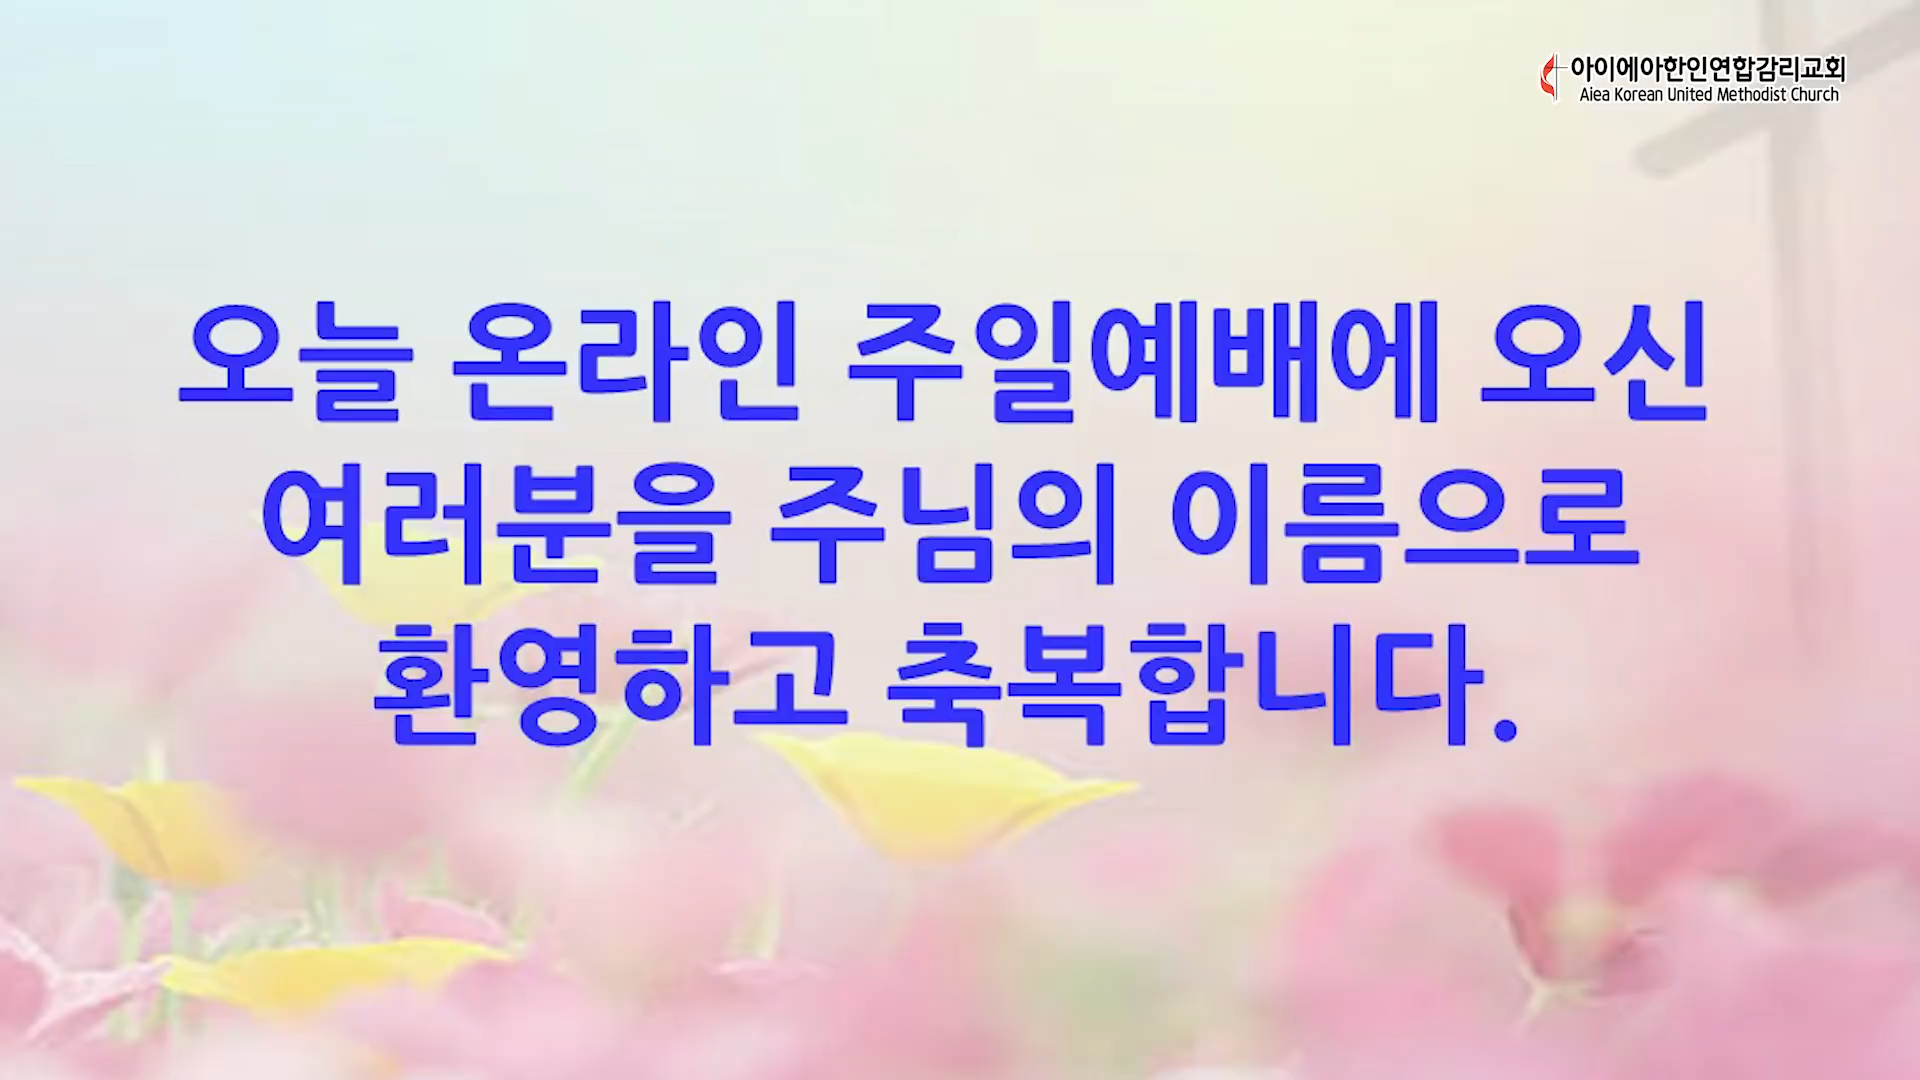 아이에아한인연합감리교회
Aiea Korean United Methodist Church
오늘 온라인 주일예배에 오신
여러분을 주님의 이름으로
환영하고 축복합니다.